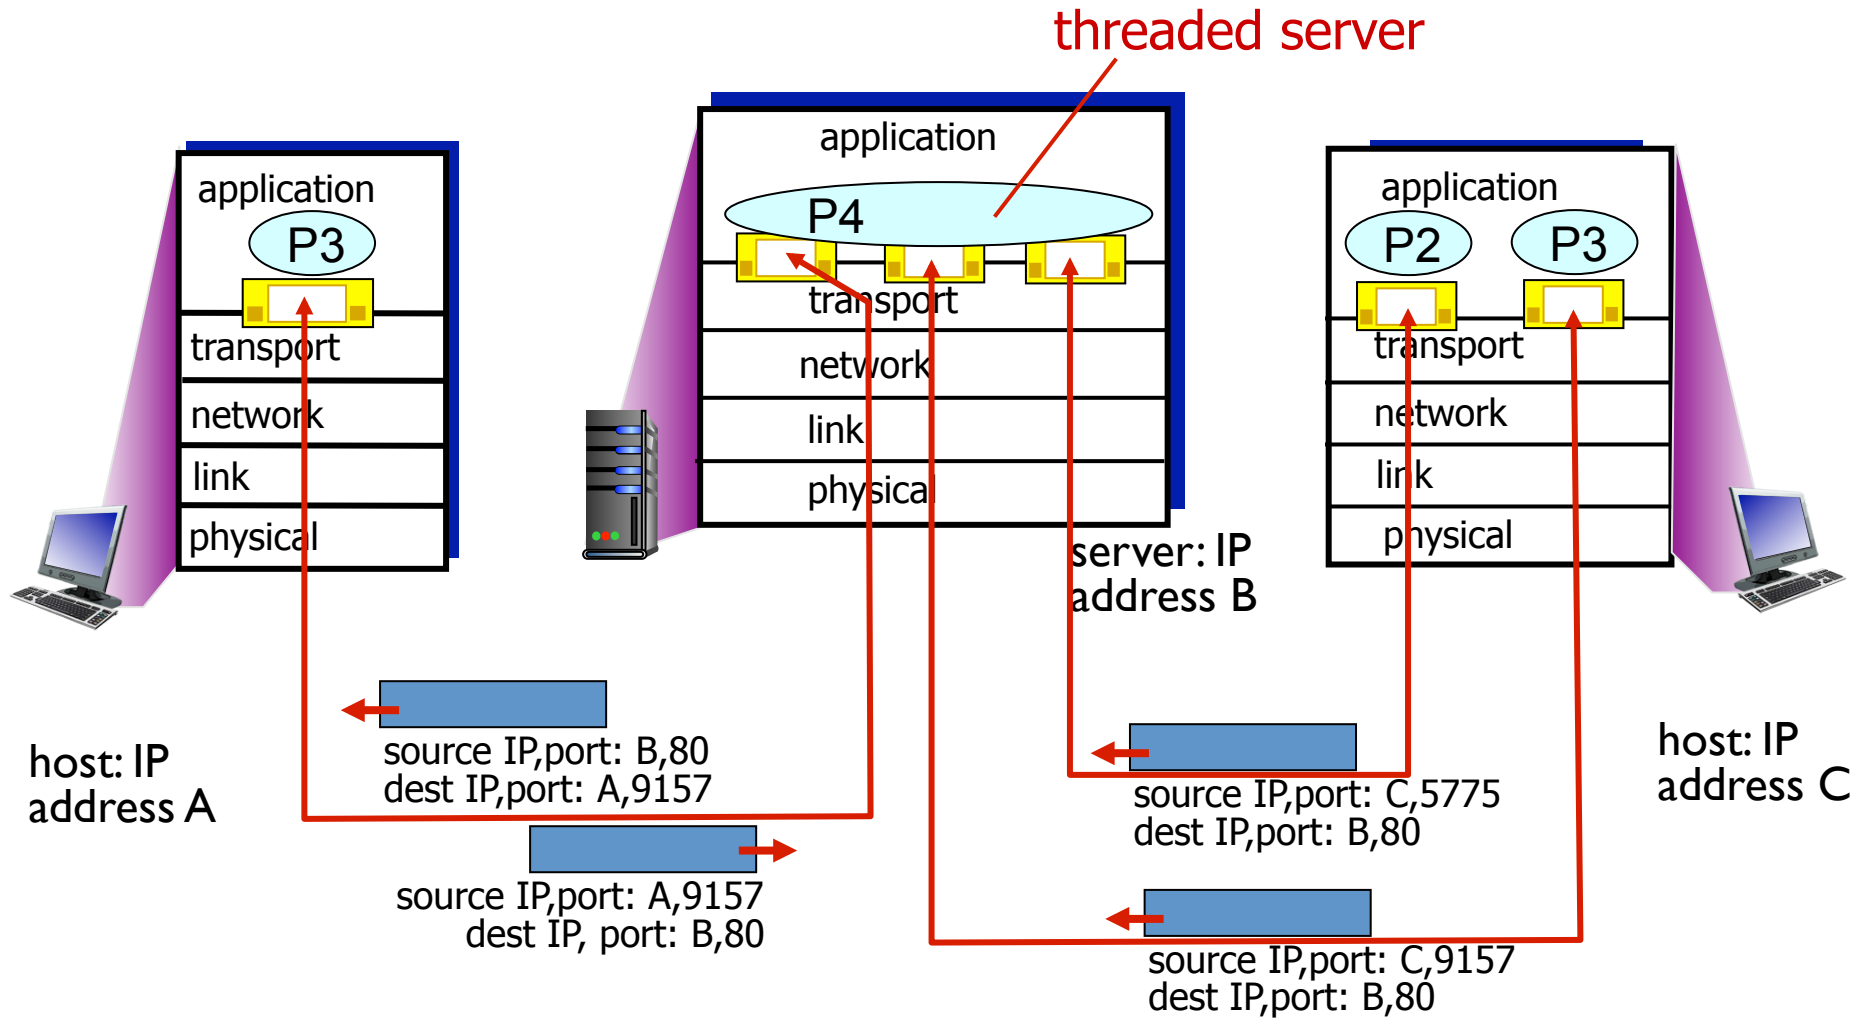 threaded server
application
P3
transport
network
link
physical
application
P4
transport
network
link
physical
application
P2
P3
transport
network
link
physical
server: IP
address B
host: IP
address A
source IP,port: B,80
dest IP,port: A,9157
source IP,port: A,9157
dest IP, port: B,80
source IP,port: C,5775
dest IP,port: B,80
source IP,port: C,9157
dest IP,port: B,80
host: IP
address C